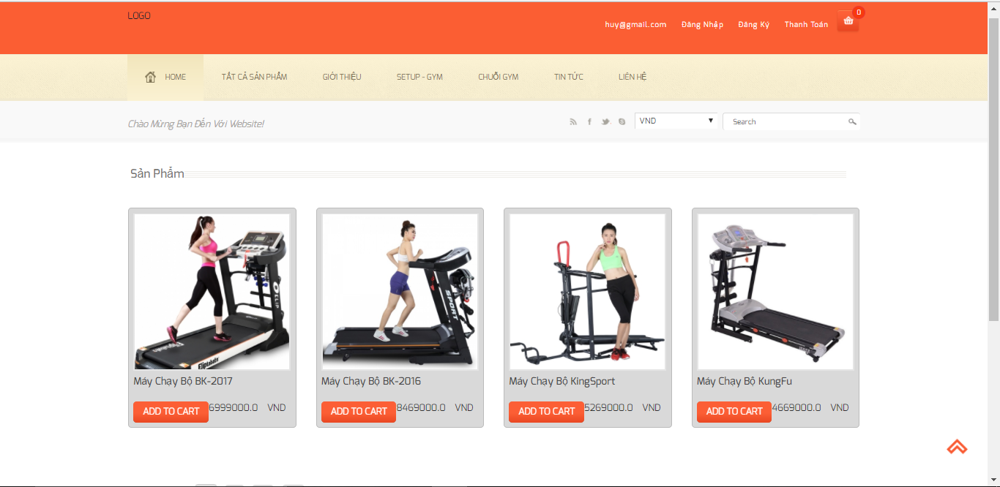 LOGO
huy@gmail.com Đăng Nhập Đăng Ký Thanh Toán 0
HOME TẤT CẢ SẢN PHẨM GIỚI THIỆU SETUP - GYM CHUỖI GYM TIN TỨC LIÊN HỆ
Chào Mừng Bạn Đến Với Website! VND Search
Sản Phẩm
SPORT
Máy Chạy Bộ BK-2017 Máy Chạy Bộ BK-2016 Máy Chạy Bộ KingSport Máy Chạy Bộ KungFu
ADD TO CART 6999000.0 VND ADD TO CART 8469000.0 VND ADD TO CART 5269000.0 VND ADD TO CART 4669000.0 VND